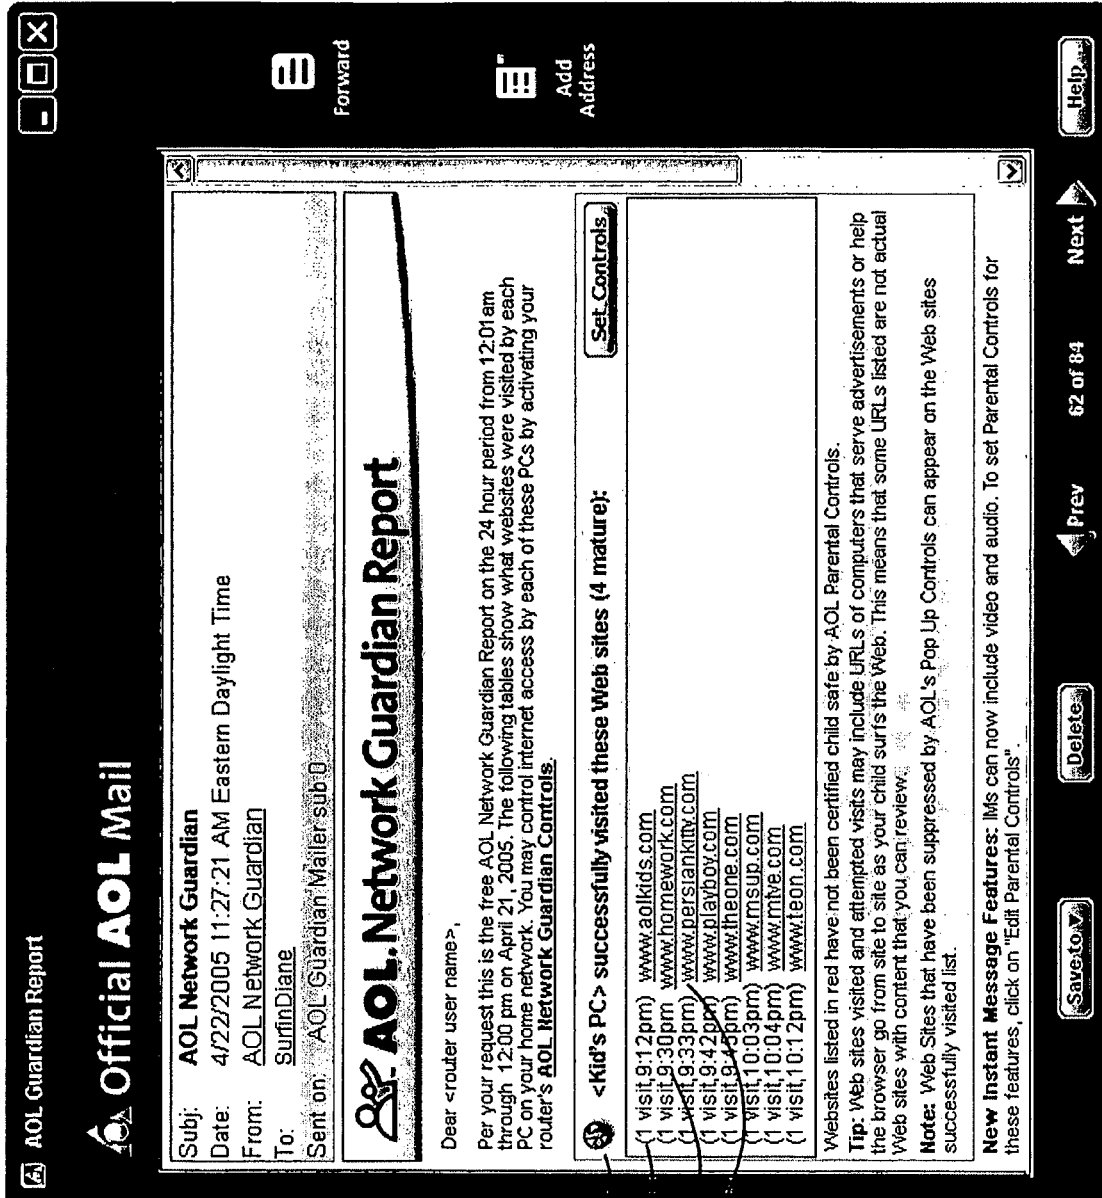 AOL Guardian Report
Official AOL Mail
Subj: AOL Network Guardian
Date: 4/22/2005 11:27:21 AM Eastern Daylight Time
From: AOL Network Guardian
To: SurfinDiane
Sent on: AOL Guardian Mailer sub 0
Forward
Add
Address
AOL. Network Guardian Report
Dear <router user name>,
Per your request this is the free AOL Network Guardian Report on the 24 hour period from 12:01am
through 12:00 pm on April 21, 2005. The following tables show what websites were visited by each
PC on your home network. You may control internet access by each of these PCs by activating your
router's AOL Network Guardian Controls.
<Kid's PC> successfully visited these Web sites (4 mature):
Set Controls
(1 visit,9:12pm) www.aolkids.com
(1 visit,9:30pm www.homework.com
(1 visit,9:33pm) www.persiankitty.com
(1 visit,9:42pm) www.playboy.com
(1 visit,9:43pm) www.theone.com
(1 visit,10:03pm) www.msup.com
(1 visit,10:04pm) www.mtve.com
(1 visit,10:12pm) www.teon.com
Websites listed in red have not been certified child safe by AOL Parental Controls.
Tip: Web sites visited and attempted visits may include URLs of computers that serve advertisements or help
the browser go from site to site as your child surfs the Web. This means that some URLs listed are not actual
Web sites with content that you can review.
Note: Web Sites that have been suppressed by AOL's Pop Up Controls can appear on the Web sites
successfully visited list.
New Instant Message Features: IMs can now include video and audio. To set Parental Controls for
these features, click on "Edit Parental Controls".
Save to
Delete
Prev
62 of 84
Next
Help